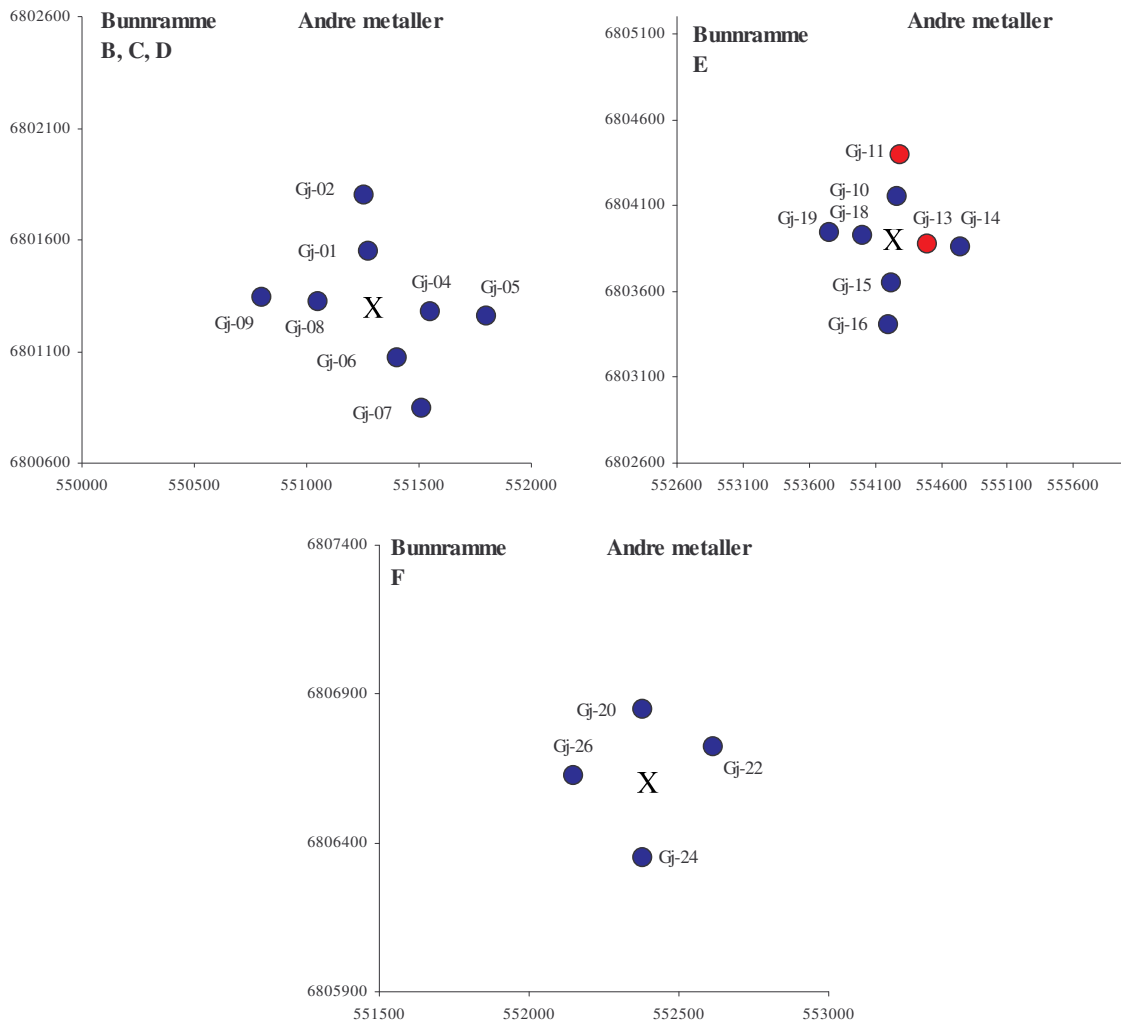 Bunnramme Andre metaller
B, C, D
6802600
6802100
6801600
6801100
6800600
550000 550500 551000 551500 552000
Gj-02
Gj-01
Gj-04
Gj-05
Gj-09
Gj-08
X
Gj-06
Gj-07
Andre metaller
Bunnramme
E
6805100
6804600
6804100
6803600
6803100
6802600
552600 553100 553600 554100 554600 555100 555600
Gj-11
Gj-10
Gj-19 Gj-18 Gj-13 Gj-14
X
Gj-15
Gj-16
Bunnramme Andre metaller
F
6807400
6806900
6806400
6805900
551500 552000 552500 553000
Gj-20
Gj-26
Gj-22
X
Gj-24